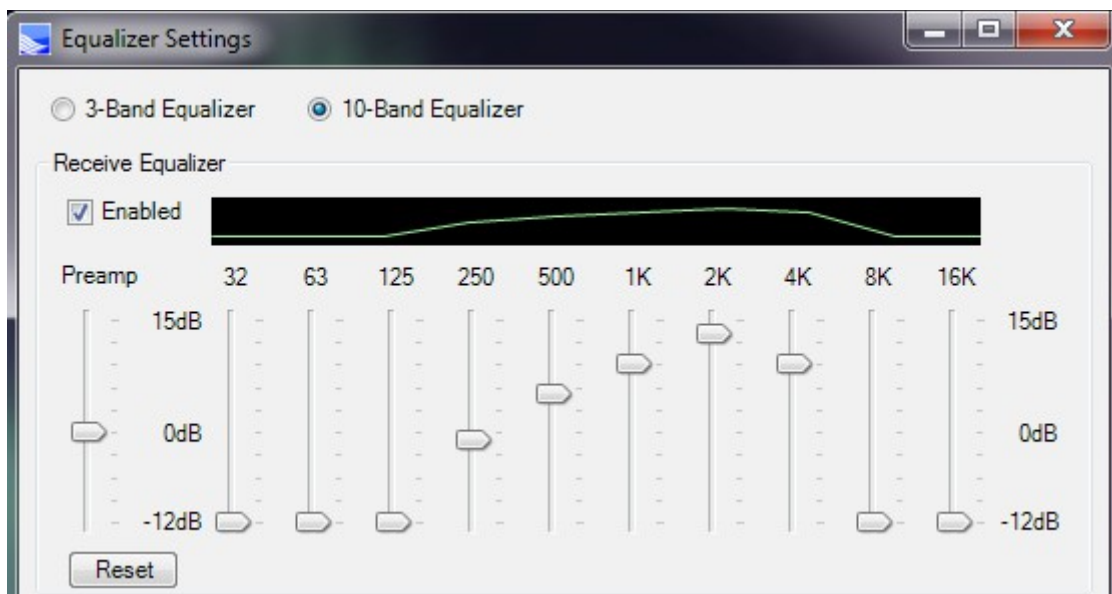 Equalizer Settings
3-Band Equalizer 10-Band Equalizer
Receive Equalizer
Enabled
Preamp 32 63 125 250 500 1K 2K 4K 8K 16K
15dB 15dB
0dB 0dB
-12dB -12dB
Reset